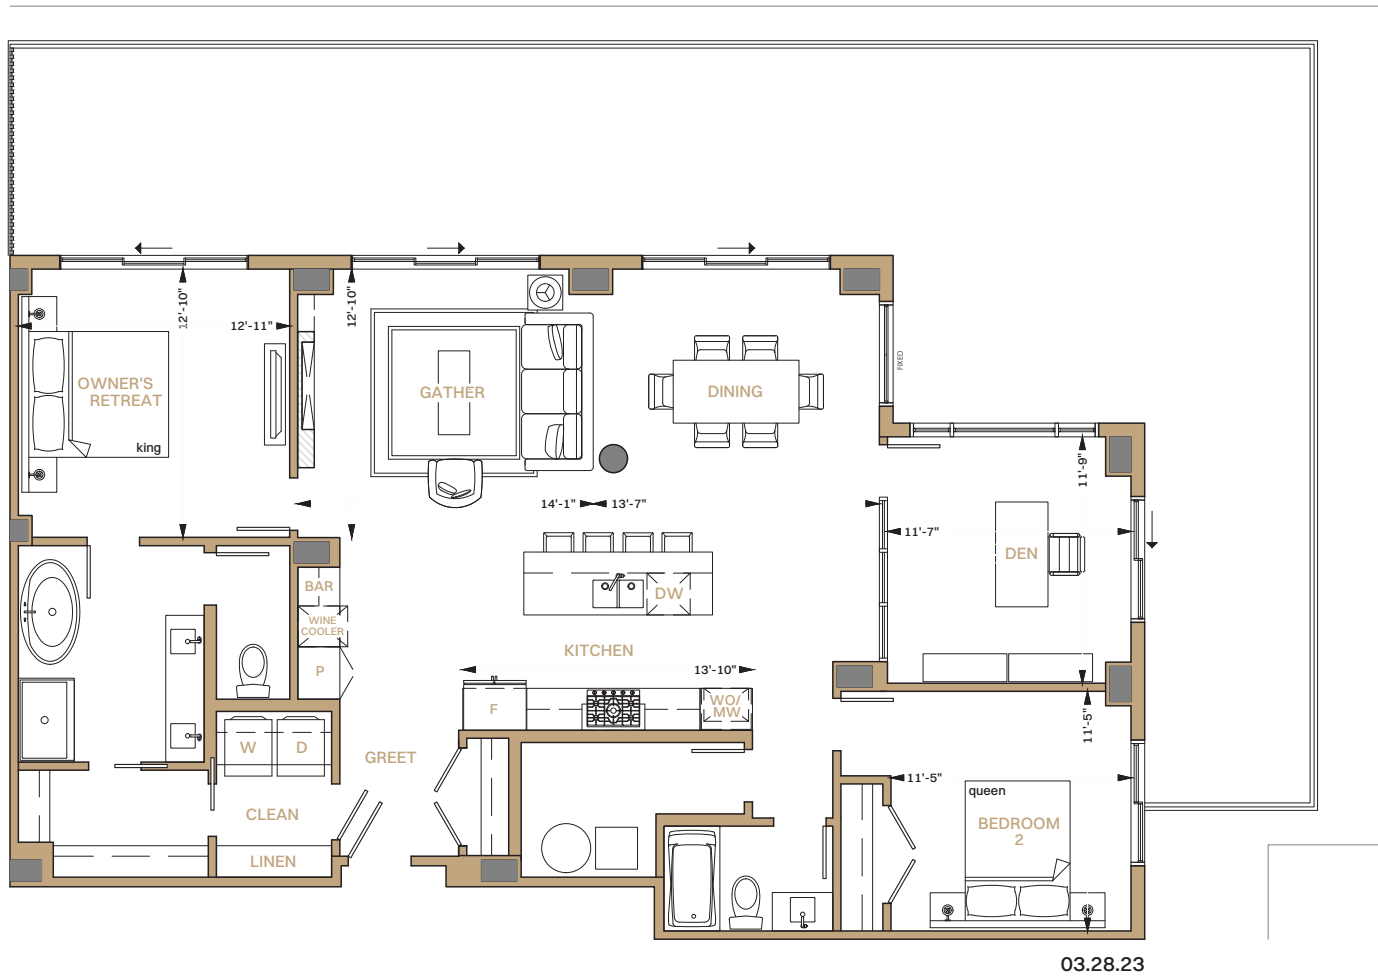 12'-10"
12'-11"
12'-10"
FIXED
OWNER'S
RETREAT
GATHER
DINING
king
11'-9"
14'-1"
13'-7"
11'-7"
DEN
BAR
DW
WINE
COOLER
KITCHEN
P
13'-10"
F
WO/
MW
11'-5"
W
D
GREET
11'-5"
queen
CLEAN
BEDROOM
2
LINEN
03.28.23